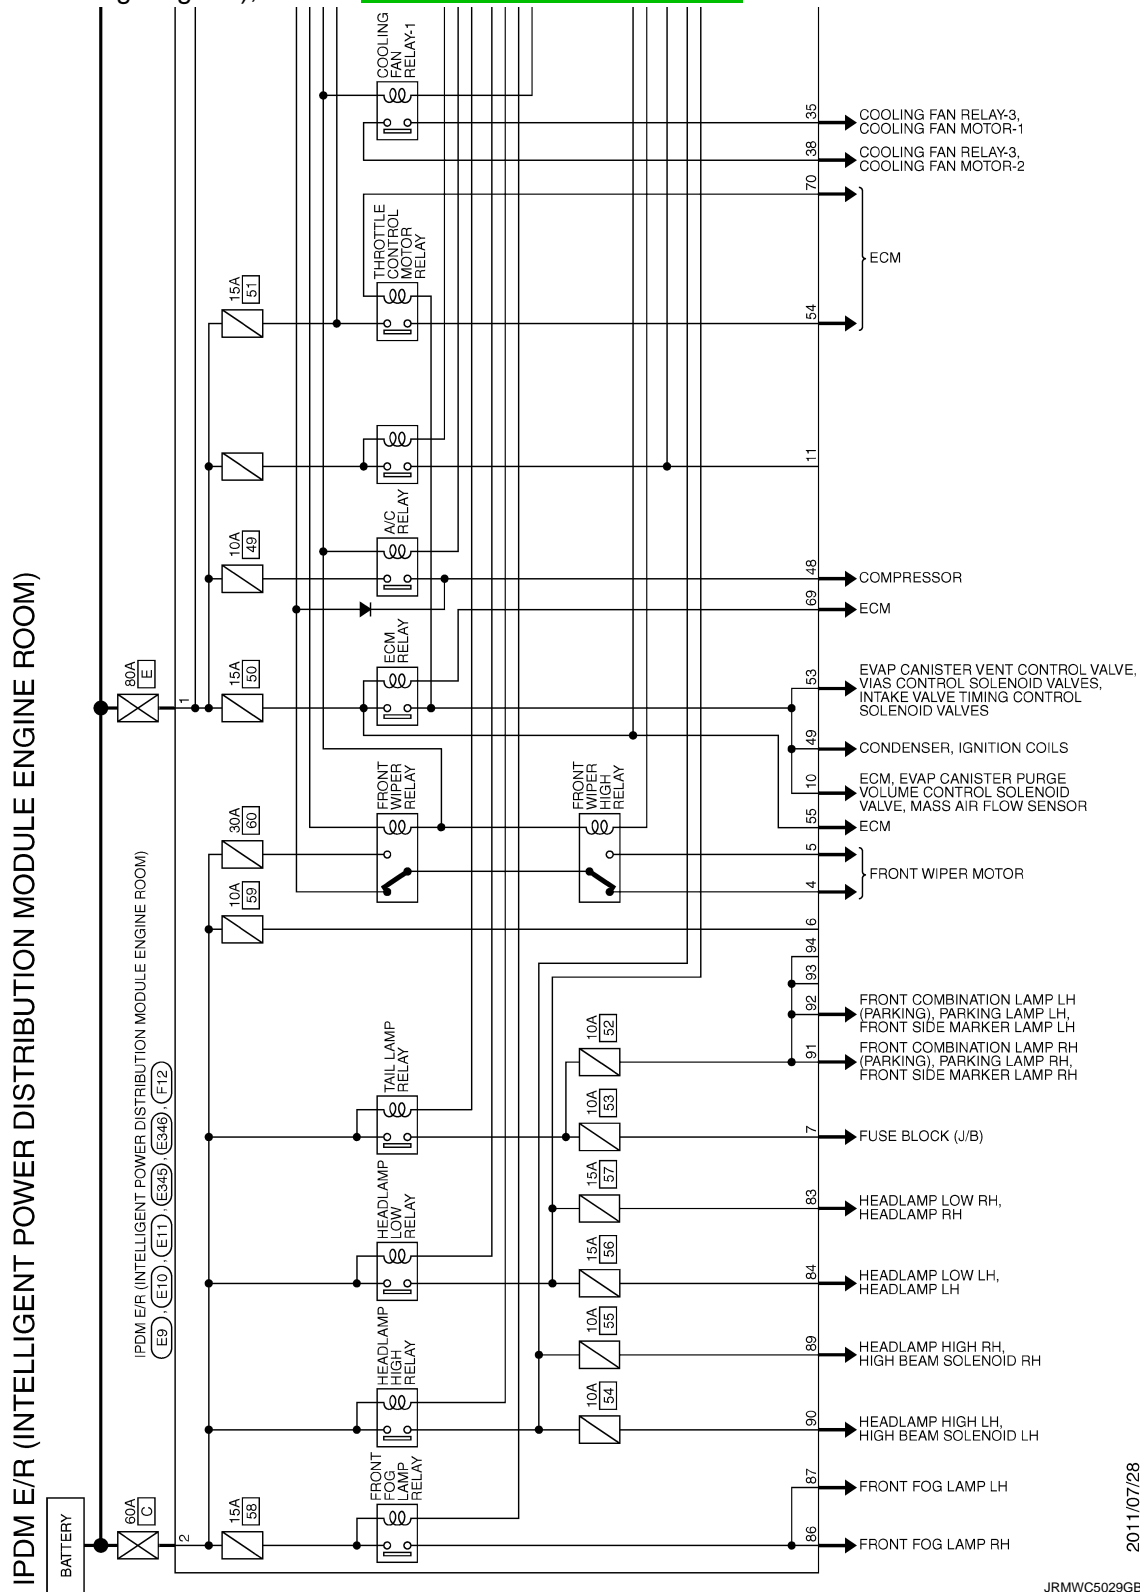 IPDM E/R (INTELLIGENT POWER DISTRIBUTION MODULE ENGINE ROOM)
BATTERY
60A
C
80A
E
IPDM E/R (INTELLIGENT POWER DISTRIBUTION MODULE ENGINE ROOM)
E9 , E10 , E11 , E345 , E346 , F12
2
1
15A
51
10A
49
15A
50
30A
60
10A
59
15A
58
COOLING
FAN
RELAY-1
THROTTLE
CONTROL
MOTOR
RELAY
A/C
RELAY
ECM
RELAY
FRONT
WIPER
RELAY
FRONT
WIPER
HIGH
RELAY
TAIL LAMP
RELAY
HEADLAMP
LOW
RELAY
HEADLAMP
HIGH
RELAY
FRONT
FOG
LAMP
RELAY
10A
52
10A
53
15A
57
15A
56
10A
55
10A
54
35
COOLING FAN RELAY-3,
COOLING FAN MOTOR-1
38
COOLING FAN RELAY-3,
COOLING FAN MOTOR-2
70
ECM
54
11
48
COMPRESSOR
69
ECM
53
EVAP CANISTER VENT CONTROL VALVE,
VIAS CONTROL SOLENOID VALVES,
INTAKE VALVE TIMING CONTROL
SOLENOID VALVES
49
CONDENSER, IGNITION COILS
10
ECM, EVAP CANISTER PURGE
VOLUME CONTROL SOLENOID
VALVE, MASS AIR FLOW SENSOR
55
ECM
5
FRONT WIPER MOTOR
4
6
94
93
92
FRONT COMBINATION LAMP LH
(PARKING), PARKING LAMP LH,
FRONT SIDE MARKER LAMP LH
91
FRONT COMBINATION LAMP RH
(PARKING), PARKING LAMP RH,
FRONT SIDE MARKER LAMP RH
7
FUSE BLOCK (J/B)
83
HEADLAMP LOW RH,
HEADLAMP RH
84
HEADLAMP LOW LH,
HEADLAMP LH
89
HEADLAMP HIGH RH,
HIGH BEAM SOLENOID RH
90
HEADLAMP HIGH LH,
HIGH BEAM SOLENOID LH
87
FRONT FOG LAMP LH
86
FRONT FOG LAMP RH
2011/07/28
JRMWC5029GB